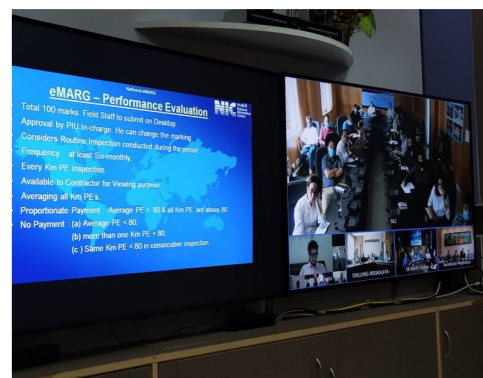 National eMARG
eMARG – Performance Evaluation
NIC
Total 100 marks. Field Staff to submit on Desktop
Approval by PIU In-charge. He can change the marking
Considers Routine Inspection conducted during the period
Frequency at least Six-monthly,
Every Km PE Inspection.
Available to Contractor for Viewing purpose
Averaging all Km PE's.
Proportionate Payment : Average PE > 80 & all Km PE are above 80
No Payment : (a) Average PE < 80,
(b) more than one Km PE < 80,
(c ) Same KM PE < 80 in consecutive inspection
SHILLONG-MEGHALAYA-